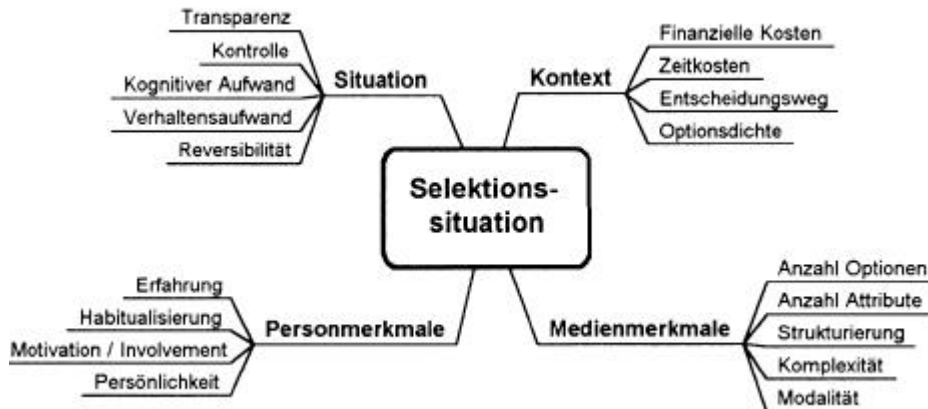 Transparenz
Kontrolle
Kognitiver Aufwand
Verhaltensaufwand
Reversibilität
Situation
Kontext
Finanzielle Kosten
Zeitkosten
Entscheidungsweg
Optionsdichte
Selektions-
situation
Erfahrung
Habitualisierung
Motivation / Involvement
Persönlichkeit
Personmerkmale
Medienmerkmale
Anzahl Optionen
Anzahl Attribute
Strukturierung
Komplexität
Modalität